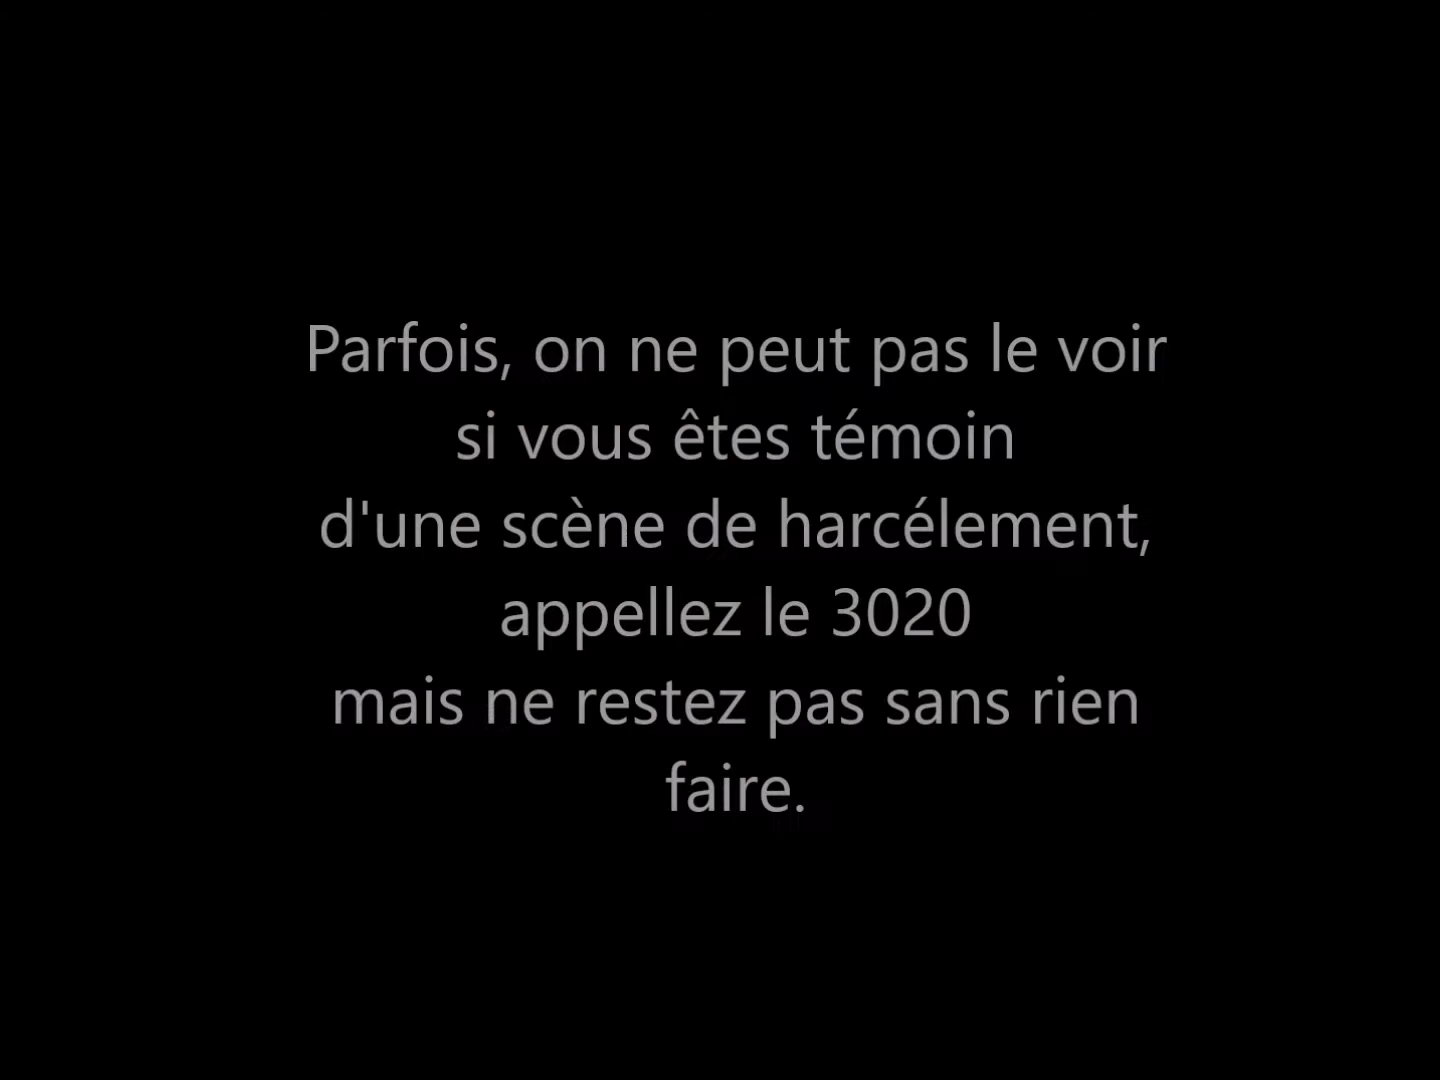 Parfois, on ne peut pas le voir
si vous êtes témoin
d'une scène de harcélement,
appellez le 3020
mais ne restez pas sans rien
faire.